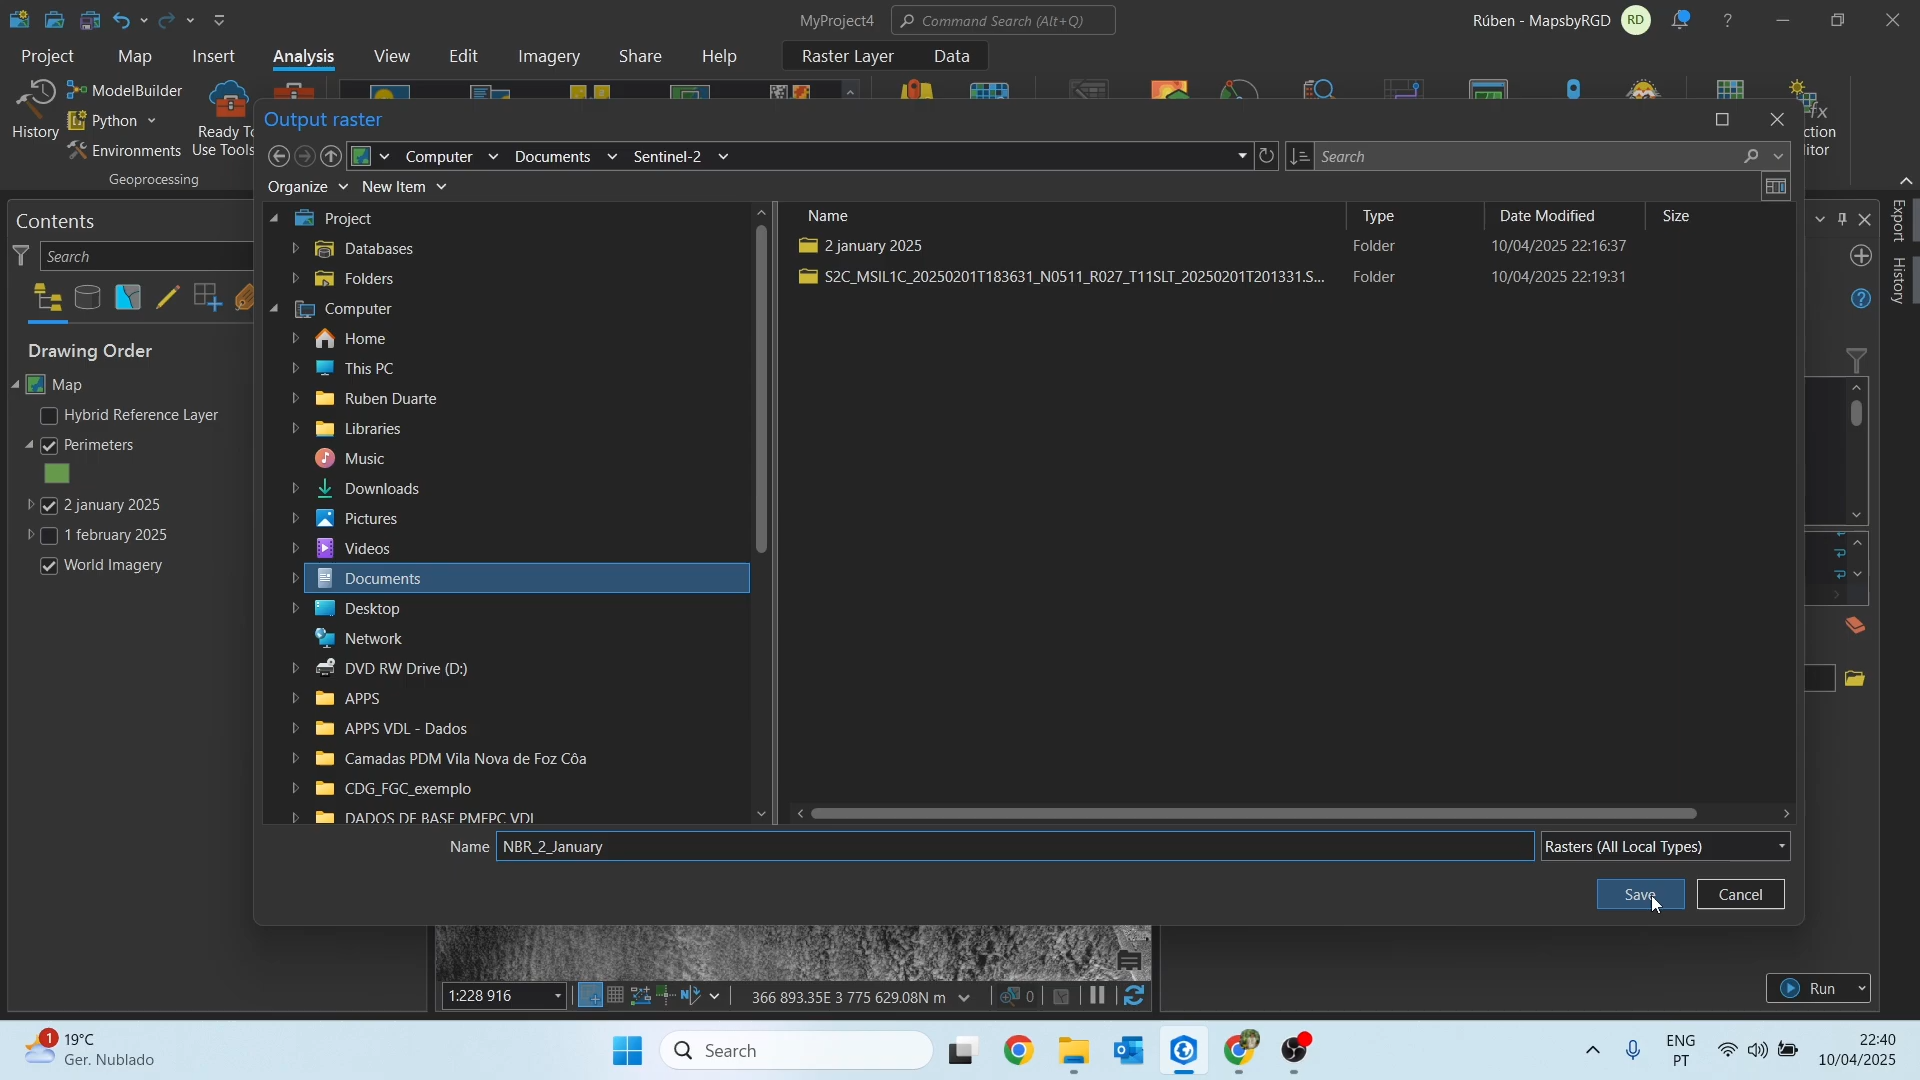 MyProject4
Command Search (Alt+Q)
Rúben - MapsbyRGD
RD
?
Project
Map
Insert
Analysis
View
Edit
Imagery
Share
Help
Raster Layer
Data
History
ModelBuilder
Python
Environments
Ready To
Use Tools
Geoprocessing
Output raster
Computer
Documents
Sentinel-2
Search
Organize
New Item
Contents
Search
Drawing Order
Map
Hybrid Reference Layer
Perimeters
2 january 2025
1 february 2025
World Imagery
Project
Databases
Folders
Computer
Home
This PC
Ruben Duarte
Libraries
Music
Downloads
Pictures
Videos
Documents
Desktop
Network
DVD RW Drive (D:)
APPS
APPS VDL - Dados
Camadas PDM Vila Nova de Foz Côa
CDG_FGC_exemplo
DADOS DE BASE PMEPC VDL
Name
Type
Date Modified
Size
2 january 2025
Folder
10/04/2025 22:16:37
S2C_MSIL1C_20250201T183631_N0511_R027_T11SLT_20250201T201331.S...
Folder
10/04/2025 22:19:31
Name
NBR_2_January
Rasters (All Local Types)
Save
Cancel
Export
History
1:228 916
366 893.35E 3 775 629.08N m
0
Run
1
19°C
Ger. Nublado
Search
ENG
PT
22:40
10/04/2025